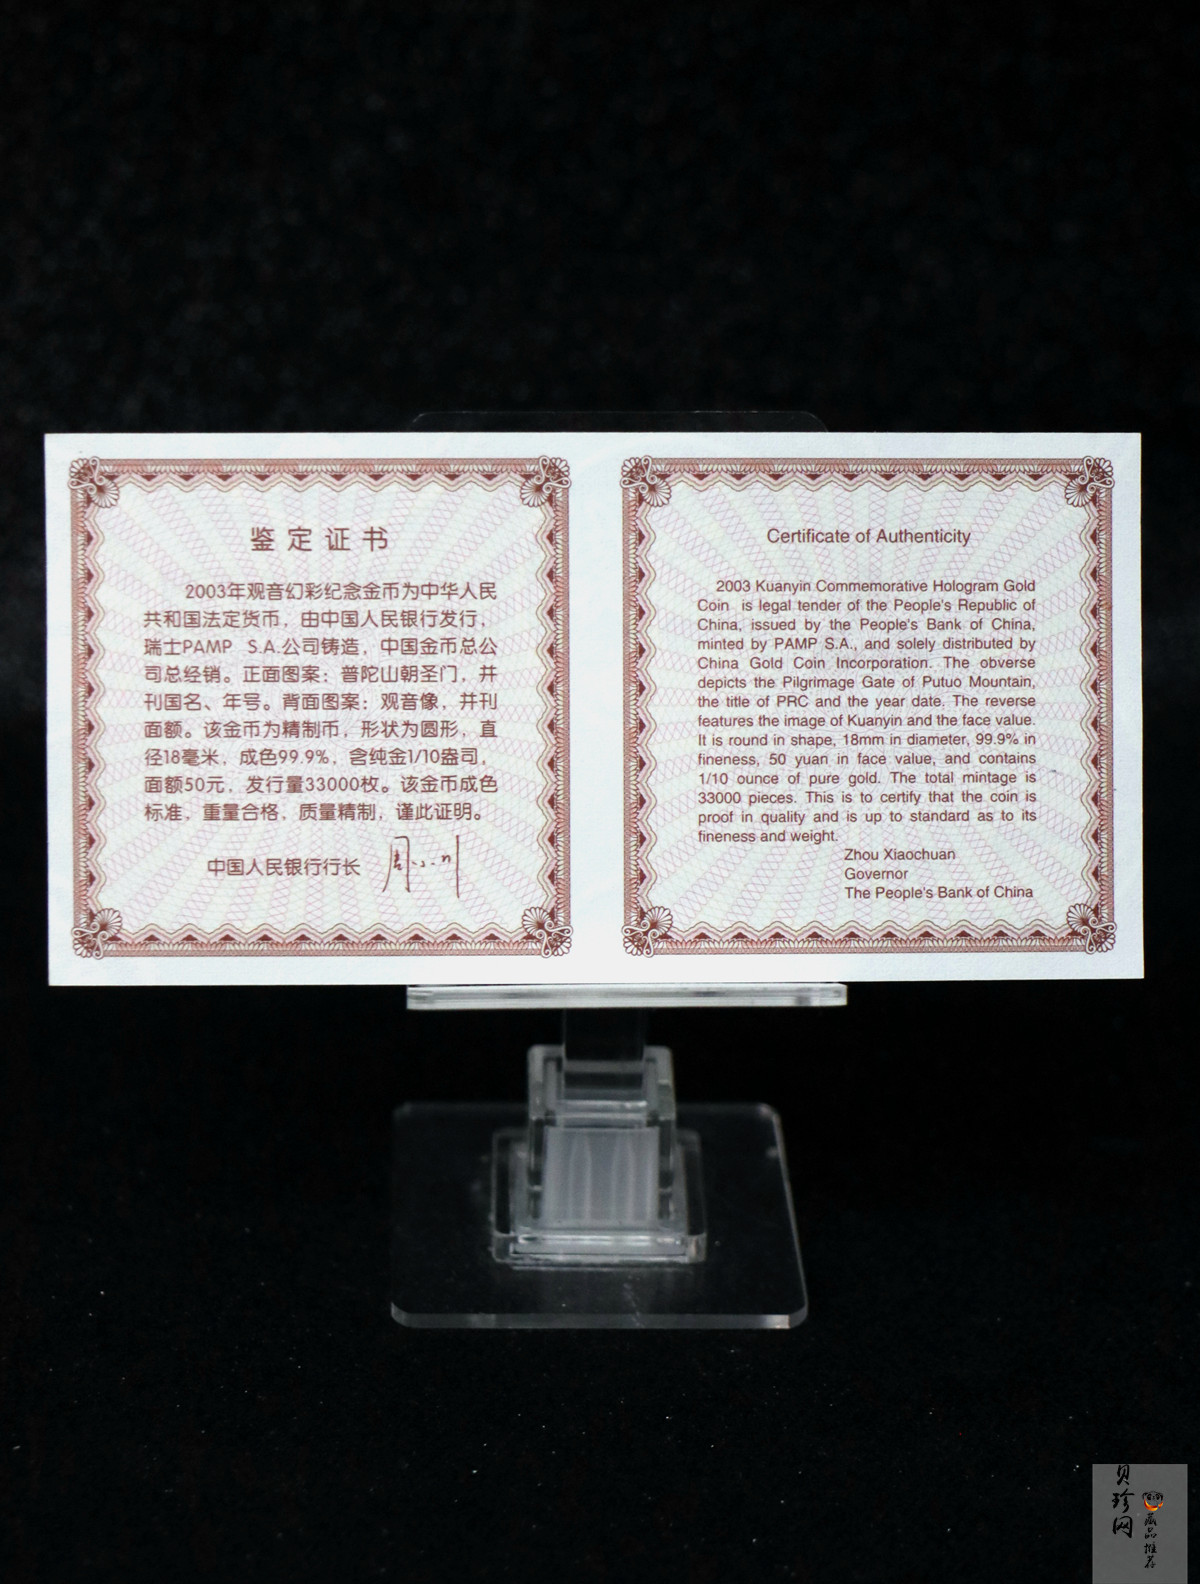 鉴定证书
2003年观音幻彩纪念金币为中华人民
共和国法定货币，由中国人民银行发行，
瑞士PAMP S.A.公司铸造，中国金币总公
司总经销。正面图案：普陀山朝圣门，并
刊国名、年号。背面图案：观音像，并刊
面额。该金币为精制币，形状为圆形，直
径18毫米，成色99.9%，含纯金1/10盎司，
面额50元，发行量33000枚。该金币成色
标准，重量合格，质量精制，谨此证明。
中国人民银行行长 周小川
Certificate of Authenticity
2003 Kuanyin Commemorative Hologram Gold
Coin is legal tender of the People's Republic of
China, issued by the People's Bank of China,
minted by PAMP S.A., and solely distributed by
China Gold Coin Incorporation. The obverse
depicts the Pilgrimage Gate of Putuo Mountain,
the title of PRC and the year date. The reverse
features the image of Kuanyin and the face value.
It is round in shape, 18mm in diameter, 99.9% in
fineness, 50 yuan in face value, and contains
1/10 ounce of pure gold. The total mintage is
33000 pieces. This is to certify that the coin is
proof in quality and is up to standard as to its
fineness and weight.
Zhou Xiaochuan
Governor
The People's Bank of China
贝珍网
藏品推荐